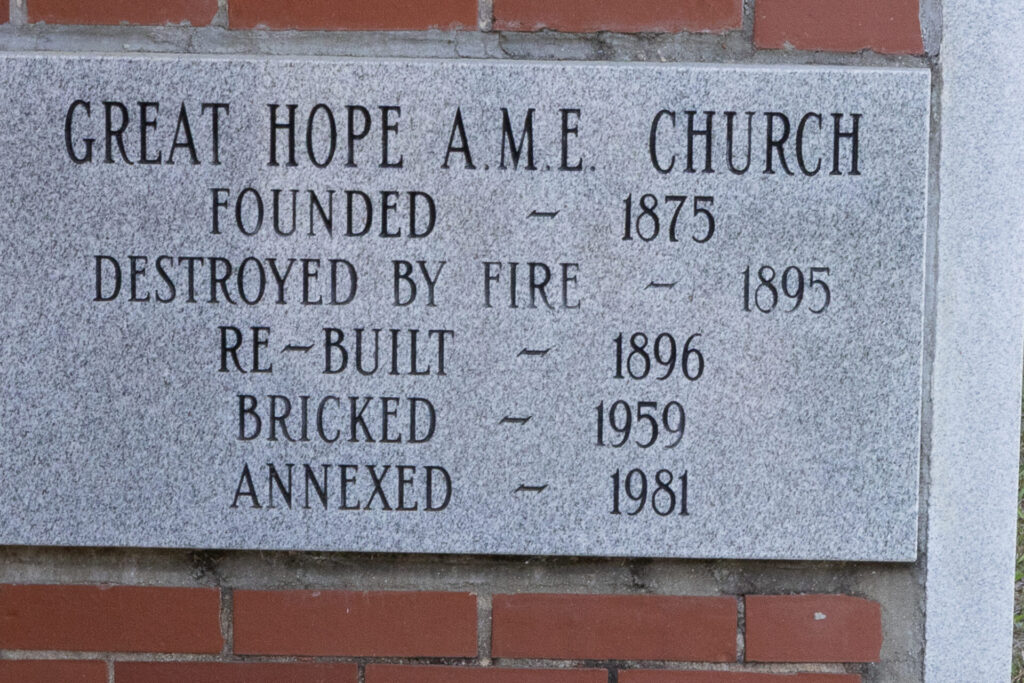 GREAT HOPE A.M.E. CHURCH
FOUNDED - 1875
DESTROYED BY FIRE - 1895
RE-BUILT - 1896
BRICKED - 1959
ANNEXED - 1981